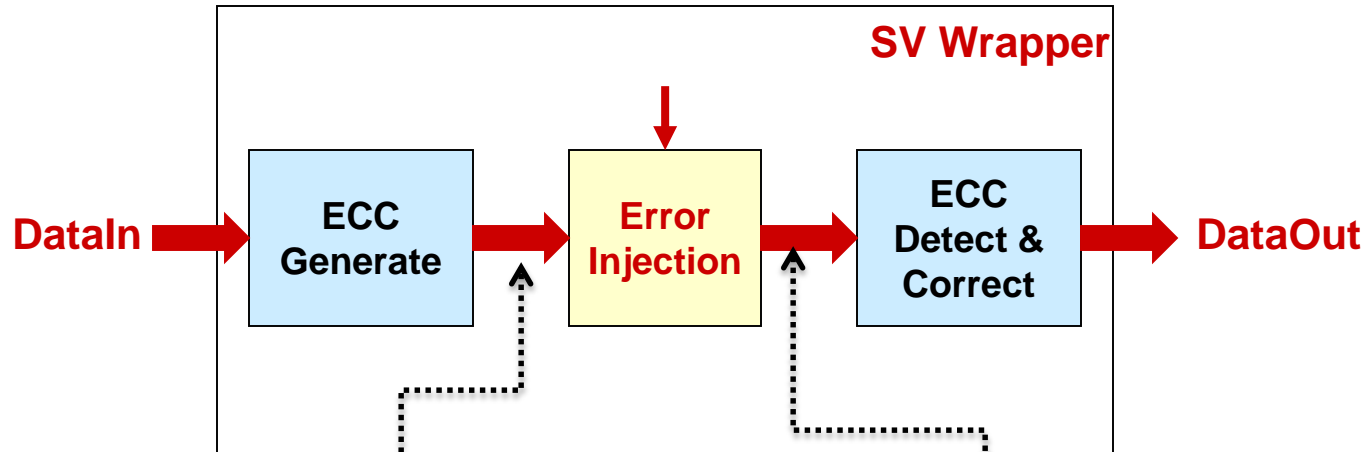 SV Wrapper
DataIn
ECC
Generate
Error
Injection
ECC
Detect &
Correct
DataOut